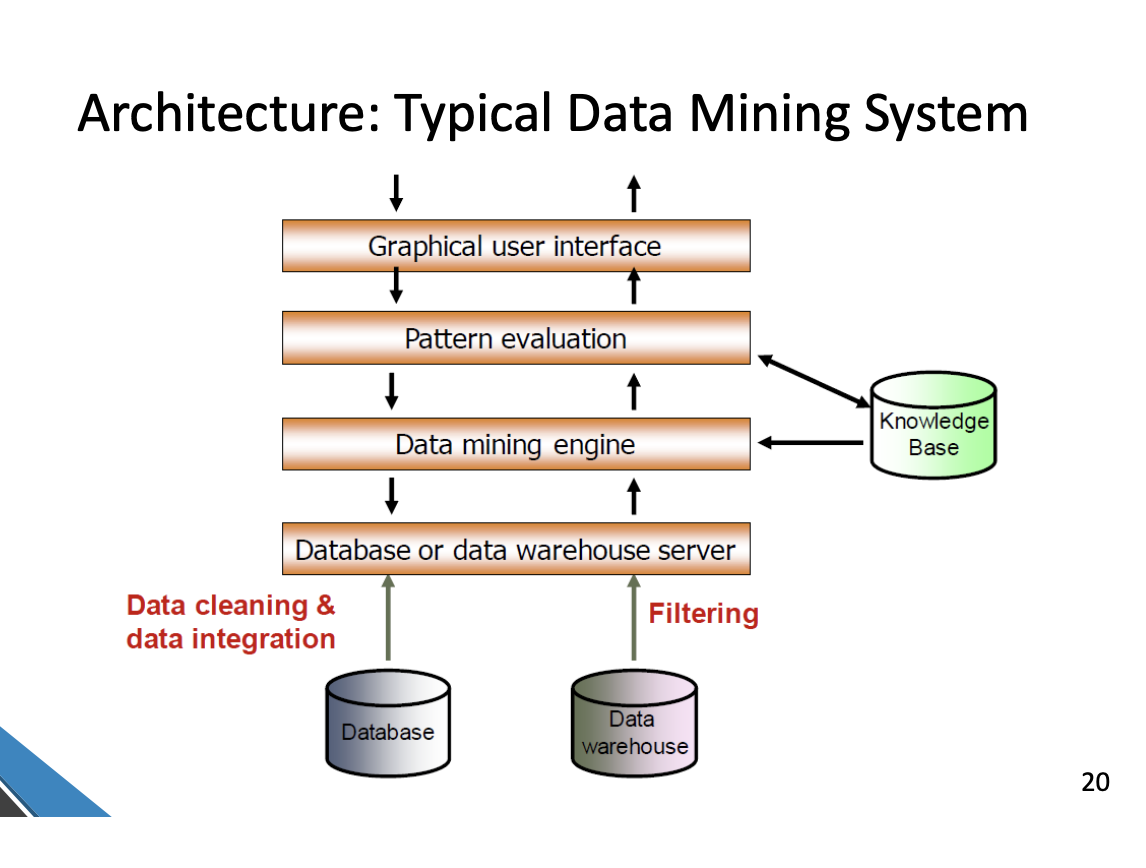 Architecture: Typical Data Mining System
Graphical user interface
Pattern evaluation
Knowledge
Base
Data mining engine
Database or data warehouse server
Data cleaning &
data integration
Filtering
Database
Data
warehouse
20